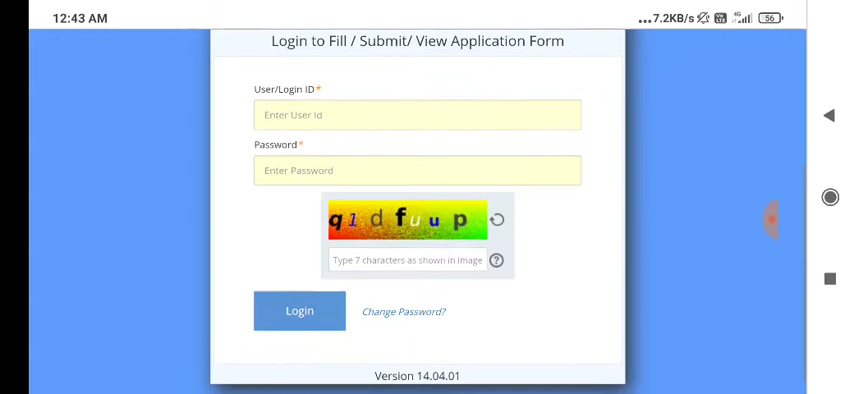 12:43 AM
...7.2KB/s 4G 56
Login to Fill / Submit/ View Application Form
User/Login ID*
Enter User Id
Password*
Enter Password
q1dfuup
Type 7 characters as shown in image
?
Login Change Password?
Version 14.04.01